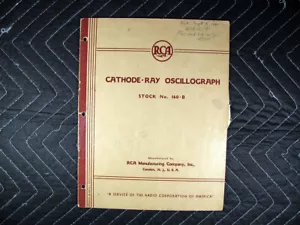 RCA
CATHODE-RAY OSCILLOGRAPH
STOCK No. 160-B
Manufactured by
RCA Manufacturing Company, Inc.
Camden, N. J., U. S. A.
"A SERVICE OF THE RADIO CORPORATION OF AMERICA"